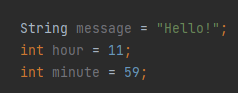 String message = "Hello!";
int hour = 11;
int minute = 59;